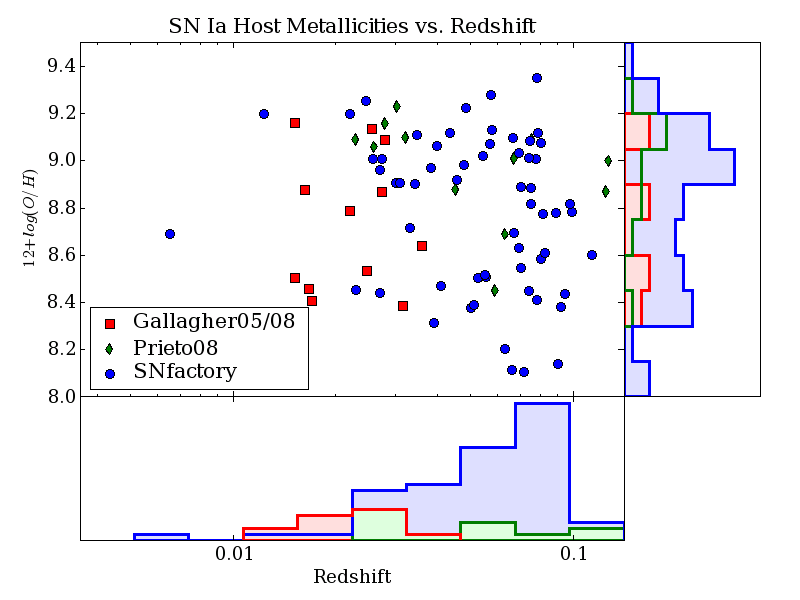 SN Ia Host Metallicities vs. Redshift
9.4
9.2
9.0
8.8
8.6
8.4
8.2
8.0
12+log(O/H)
Gallagher05/08
Prieto08
SNfactory
0.01
0.1
Redshift